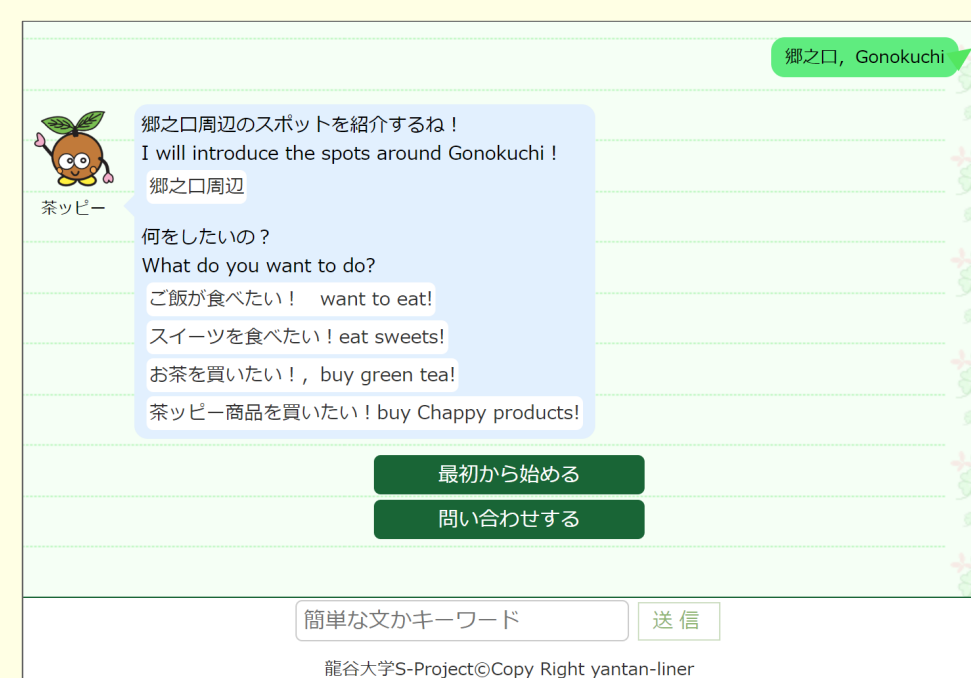 郷之口，Gonokuchi
郷之口周辺のスポットを紹介するね！
I will introduce the spots around Gonokuchi！
郷之口周辺
茶ッピー
何をしたいの？
What do you want to do?
ご飯が食べたい！　want to eat!
スイーツを食べたい！eat sweets!
お茶を買いたい！，buy green tea!
茶ッピー商品を買いたい！buy Chappy products!
最初から始める
問い合わせする
簡単な文かキーワード
送 信
龍谷大学S-Project©Copy Right yantan-liner